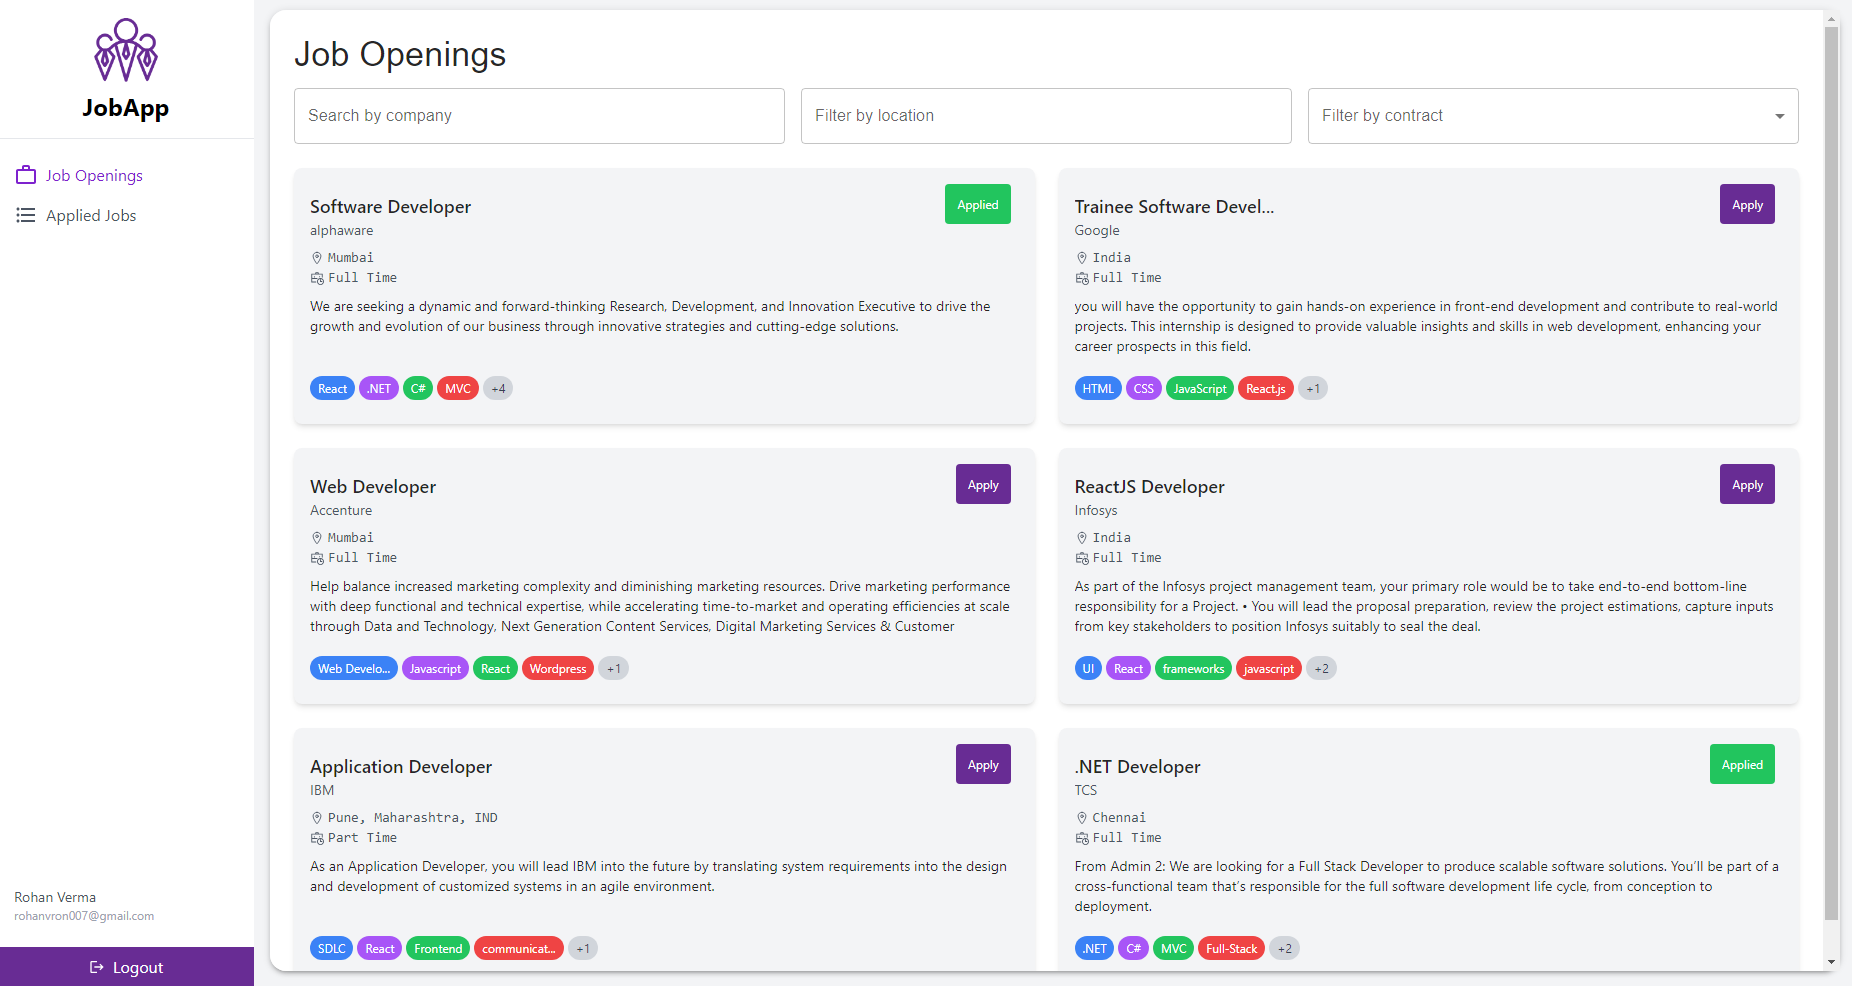 JobApp
Job Openings
Applied Jobs
Rohan Verma
rohanvron007@gmail.com
Logout
Job Openings
Search by company
Filter by location
Filter by contract
Software Developer
Applied
alphaware
Mumbai
Full Time
We are seeking a dynamic and forward-thinking Research, Development, and Innovation Executive to drive the
growth and evolution of our business through innovative strategies and cutting-edge solutions.
React .NET C# MVC +4
Trainee Software Devel...
Apply
Google
India
Full Time
you will have the opportunity to gain hands-on experience in front-end development and contribute to real-world
projects. This internship is designed to provide valuable insights and skills in web development, enhancing your
career prospects in this field.
HTML CSS JavaScript React.js +1
Web Developer
Apply
Accenture
Mumbai
Full Time
Help balance increased marketing complexity and diminishing marketing resources. Drive marketing performance
with deep functional and technical expertise, while accelerating time-to-market and operating efficiencies at scale
through Data and Technology, Next Generation Content Services, Digital Marketing Services & Customer
Web Develo... Javascript React Wordpress +1
ReactJS Developer
Apply
Infosys
India
Full Time
As part of the Infosys project management team, your primary role would be to take end-to-end bottom-line
responsibility for a Project. • You will lead the proposal preparation, review the project estimations, capture inputs
from key stakeholders to position Infosys suitably to seal the deal.
UI React frameworks javascript +2
Application Developer
Apply
IBM
Pune, Maharashtra, IND
Part Time
As an Application Developer, you will lead IBM into the future by translating system requirements into the design
and development of customized systems in an agile environment.
SDLC React Frontend communicat... +1
.NET Developer
Applied
TCS
Chennai
Full Time
From Admin 2: We are looking for a Full Stack Developer to produce scalable software solutions. You’ll be part of a
cross-functional team that’s responsible for the full software development life cycle, from conception to
deployment.
.NET C# MVC Full-Stack +2